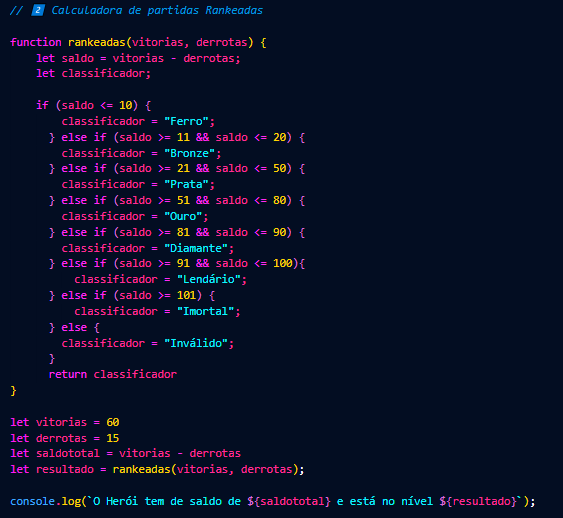 // 2️⃣ Calculadora de partidas Rankeadas
function rankeadas(vitorias, derrotas) {
    let saldo = vitorias - derrotas;
    let classificador;
    if (saldo <= 10) {
        classificador = "Ferro";
      } else if (saldo >= 11 && saldo <= 20) {
        classificador = "Bronze";
      } else if (saldo >= 21 && saldo <= 50) {
        classificador = "Prata";
      } else if (saldo >= 51 && saldo <= 80) {
        classificador = "Ouro";
      } else if (saldo >= 81 && saldo <= 90) {
        classificador = "Diamante";
      } else if (saldo >= 91 && saldo <= 100){
          classificador = "Lendário";
      } else if (saldo >= 101) {
          classificador = "Imortal";
      } else {
        classificador = "Inválido";
      }
      return classificador
}
let vitorias = 60
let derrotas = 15
let saldototal = vitorias - derrotas
let resultado = rankeadas(vitorias, derrotas);
console.log(`O Herói tem de saldo de ${saldototal} e está no nível ${resultado}`);